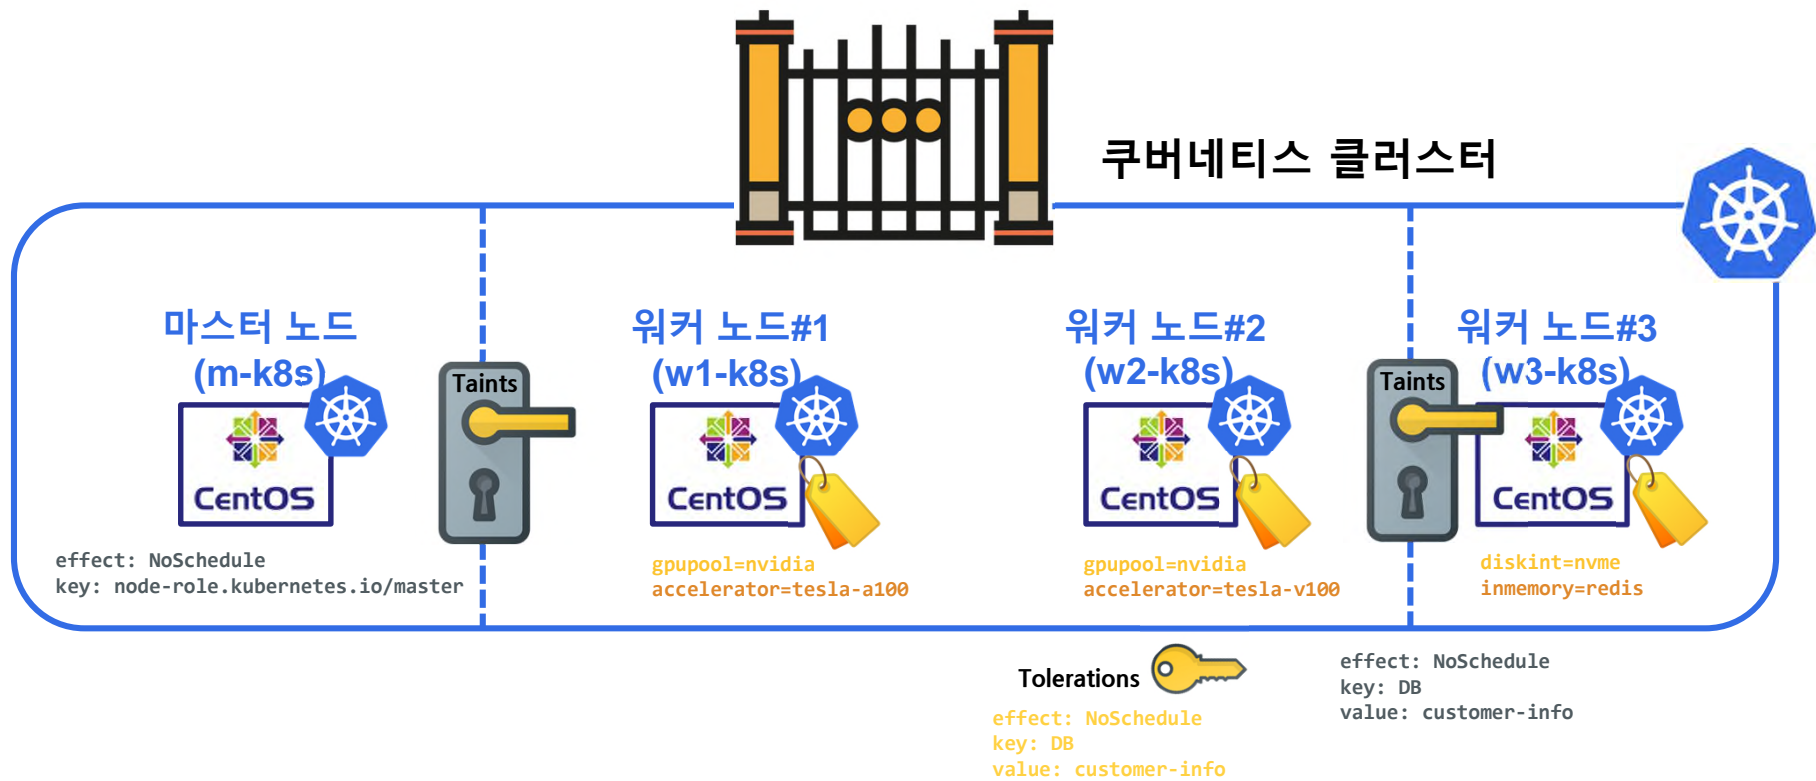 쿠버네티스 클러스터
마스터 노드
(m-k8s)
CentOS
effect: NoSchedule
key: node-role.kubernetes.io/master
Taints
워커 노드#1
(w1-k8s)
CentOS
gpupool=nvidia
accelerator=tesla-a100
워커 노드#2
(w2-k8s)
CentOS
gpupool=nvidia
accelerator=tesla-v100
Taints
워커 노드#3
(w3-k8s)
CentOS
diskint=nvme
inmemory=redis
Tolerations
effect: NoSchedule
key: DB
value: customer-info
effect: NoSchedule
key: DB
value: customer-info